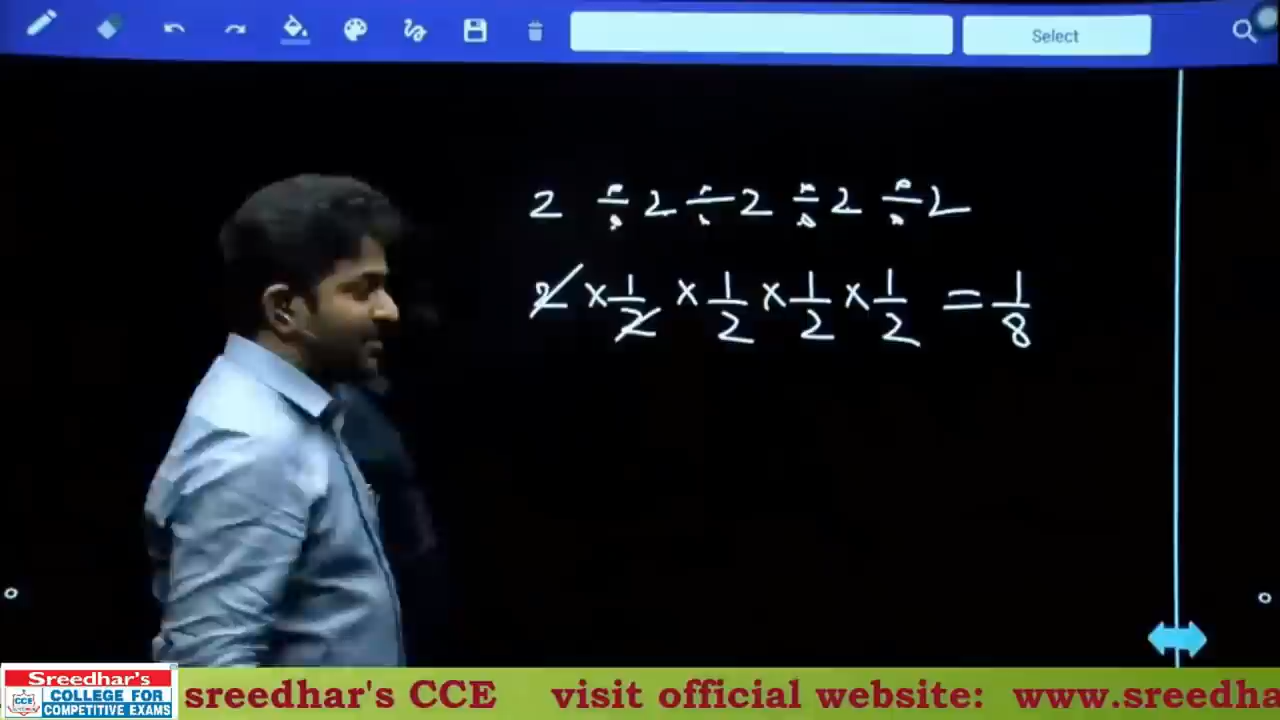 Select
2 ÷ 2 ÷ 2 ÷ 2 ÷ 2
2 × 1/2 × 1/2 × 1/2 × 1/2 = 1/8
Sreedhar's
CCE
COLLEGE FOR
COMPETITIVE EXAMS
sreedhar's CCE visit official website: www.sreedha